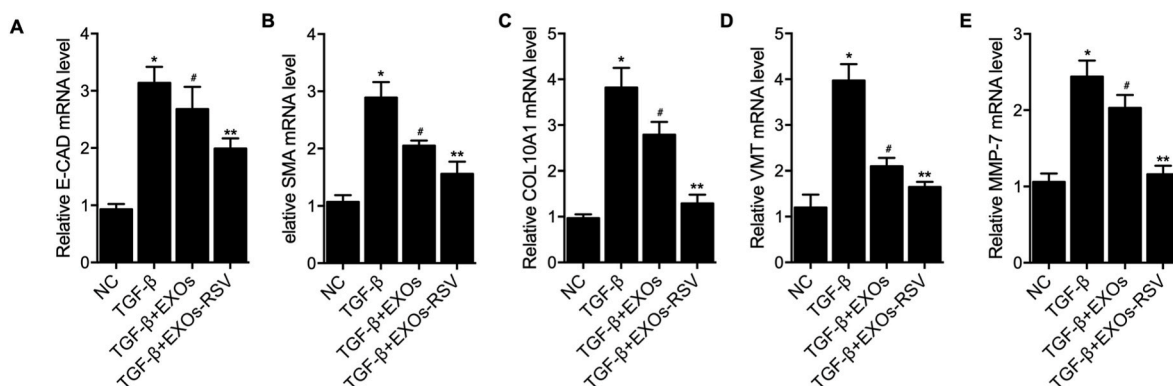 A
Relative E-CAD mRNA level
4
3
2
1
0
*
#
**
NC
TGF-β
TGF-β+EXOs
TGF-β+EXOs-RSV
B
elative SMA mRNA level
4
3
2
1
0
*
#
**
NC
TGF-β
TGF-β+EXOs
TGF-β+EXOs-RSV
C
Relative COL10A1 mRNA level
5
4
3
2
1
0
*
#
**
NC
TGF-β
TGF-β+EXOs
TGF-β+EXOs-RSV
D
Relative VMT mRNA level
5
4
3
2
1
0
*
#
**
NC
TGF-β
TGF-β+EXOs
TGF-β+EXOs-RSV
E
Relative MMP-7 mRNA level
3
2
1
0
*
#
**
NC
TGF-β
TGF-β+EXOs
TGF-β+EXOs-RSV